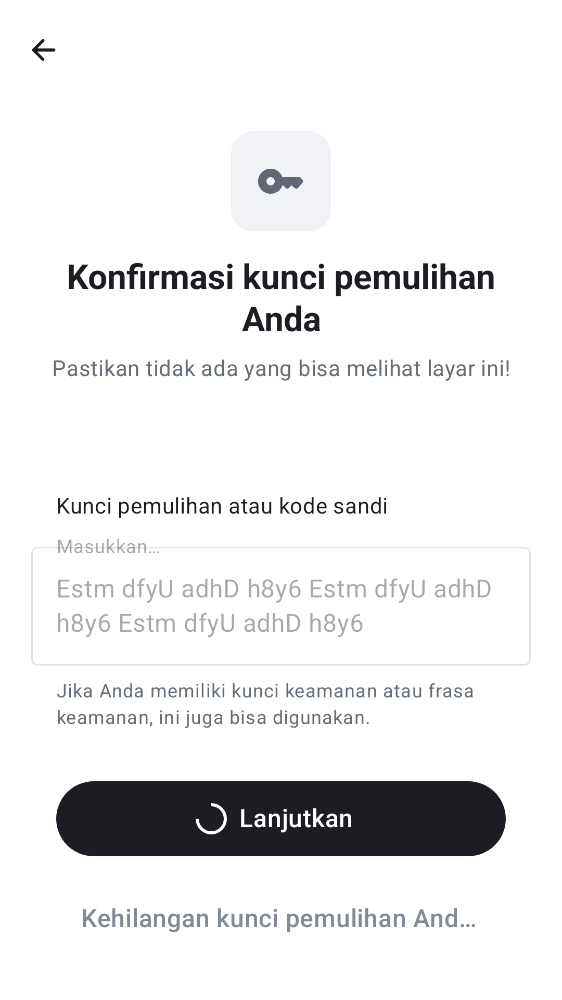 Konfirmasi kunci pemulihan
Anda
Pastikan tidak ada yang bisa melihat layar ini!
Kunci pemulihan atau kode sandi
Masukkan…
Estm dfyU adhD h8y6 Estm dfyU adhD
h8y6 Estm dfyU adhD h8y6
Jika Anda memiliki kunci keamanan atau frasa
keamanan, ini juga bisa digunakan.
Lanjutkan
Kehilangan kunci pemulihan And…